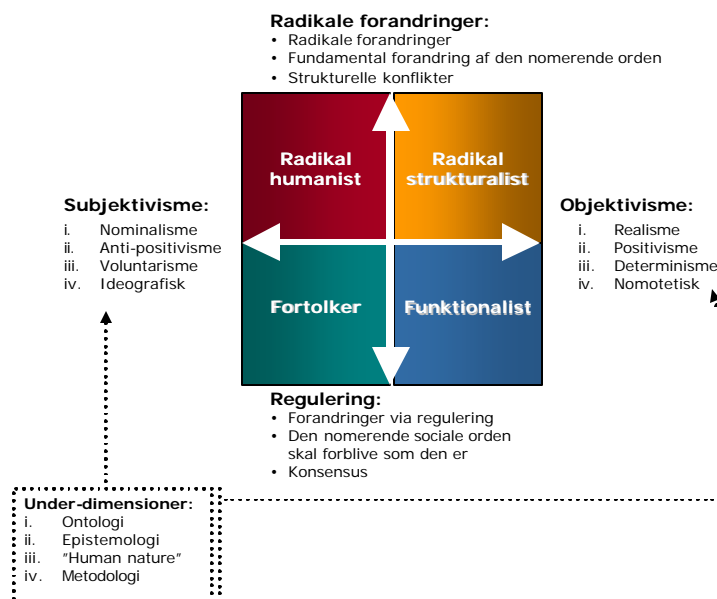 Radikale forandringer:
• Radikale forandringer
• Fundamental forandring af den nomerende orden
• Strukturelle konflikter
Radikal
humanist
Radikal
strukturalist
Subjektivisme:
i. Nominalisme
ii. Anti-positivisme
iii. Voluntarisme
iv. Ideografisk
Objektivisme:
i. Realisme
ii. Positivisme
iii. Determinisme
iv. Nomotetisk
Fortolker
Funktionalist
Regulering:
• Forandringer via regulering
• Den nomerende sociale orden
skal forblive som den er
• Konsensus
Under-dimensioner:
i. Ontologi
ii. Epistemologi
iii. "Human nature"
iv. Metodologi